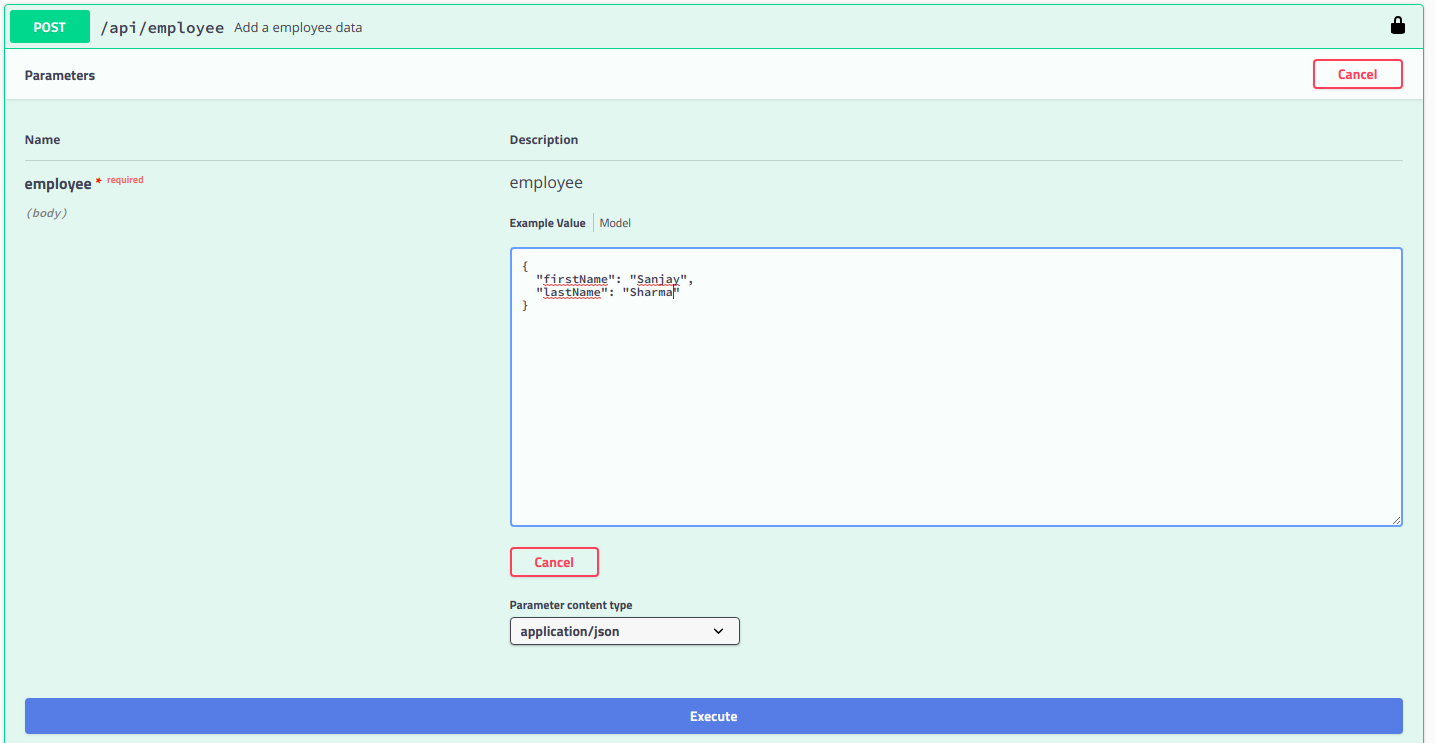 POST /api/employee Add a employee data
Parameters Cancel
Name Description
employee * required employee
(body)
Example Value Model
{
"firstName": "Sanjay",
"lastName": "Sharma"
}
Cancel
Parameter content type
application/json
Execute